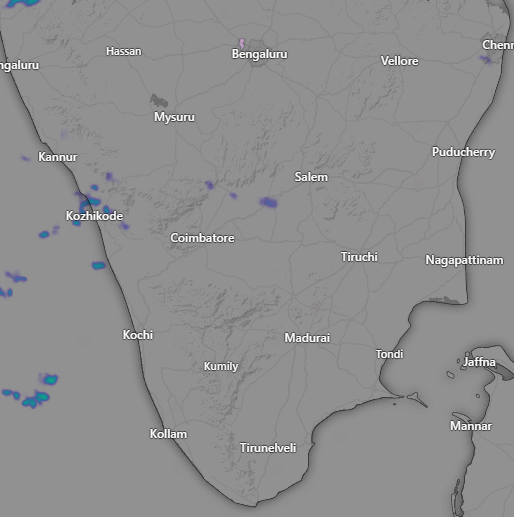 Hassan
Bengaluru
Chenn
ngaluru
Vellore
Mysuru
Kannur
Puducherry
Salem
Kozhikode
Coimbatore
Tiruchi
Nagapattinam
Kochi
Madurai
Tondi
Kumily
Jaffna
Kollam
Mannar
Tirunelveli